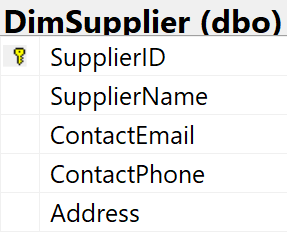 DimSupplier (dbo)
SupplierID
SupplierName
ContactEmail
ContactPhone
Address